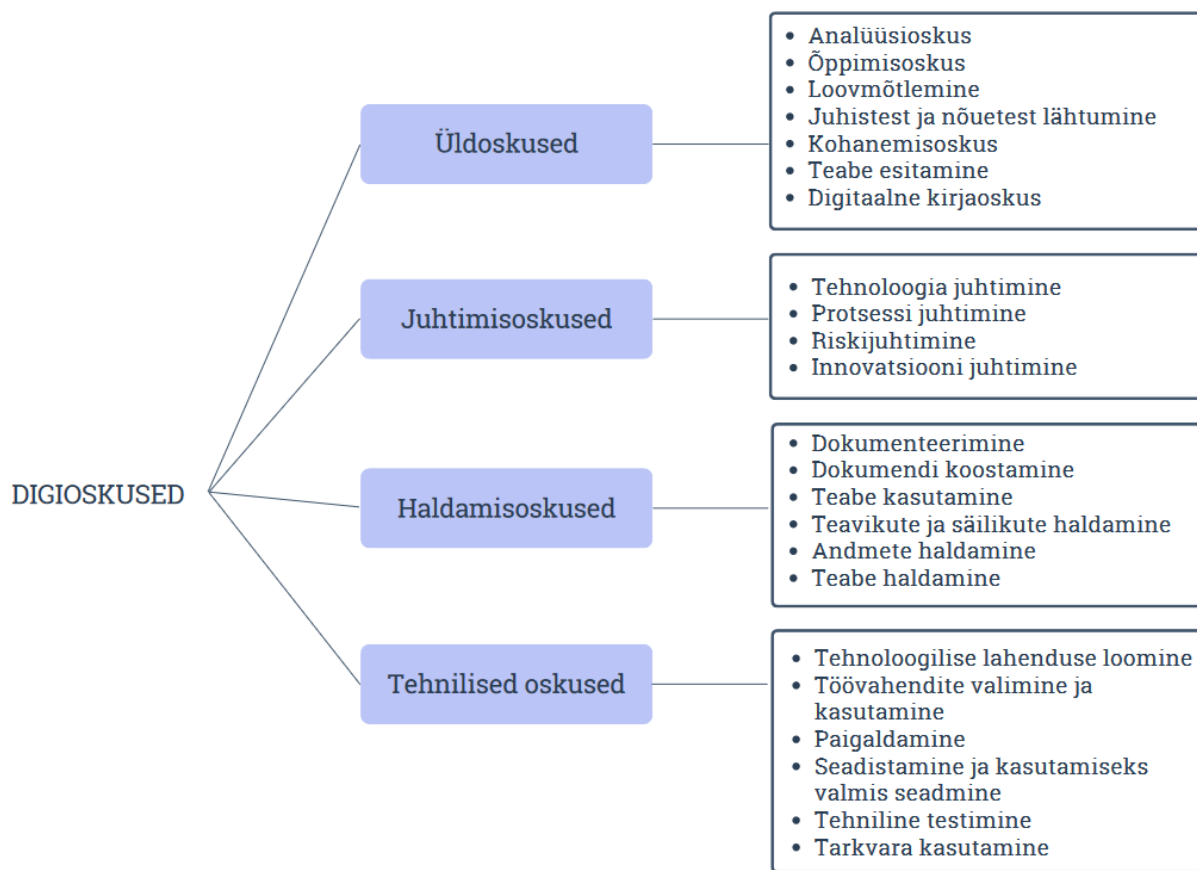 DIGIOSKUSED
Üldoskused
• Analüüsioskus
• Õppimisoskus
• Loovmõtlemine
• Juhistest ja nõuetest lähtumine
• Kohanemisoskus
• Teabe esitamine
• Digitaalne kirjaoskus
Juhtimisoskused
• Tehnoloogia juhtimine
• Protsessi juhtimine
• Riskijuhtimine
• Innovatsiooni juhtimine
Haldamisoskused
• Dokumenteerimine
• Dokumendi koostamine
• Teabe kasutamine
• Teavikute ja säilikute haldamine
• Andmete haldamine
• Teabe haldamine
Tehnilised oskused
• Tehnoloogilise lahenduse loomine
• Töövahendite valimine ja
kasutamine
• Paigaldamine
• Seadistamine ja kasutamiseks
valmis seadmine
• Tehniline testimine
• Tarkvara kasutamine